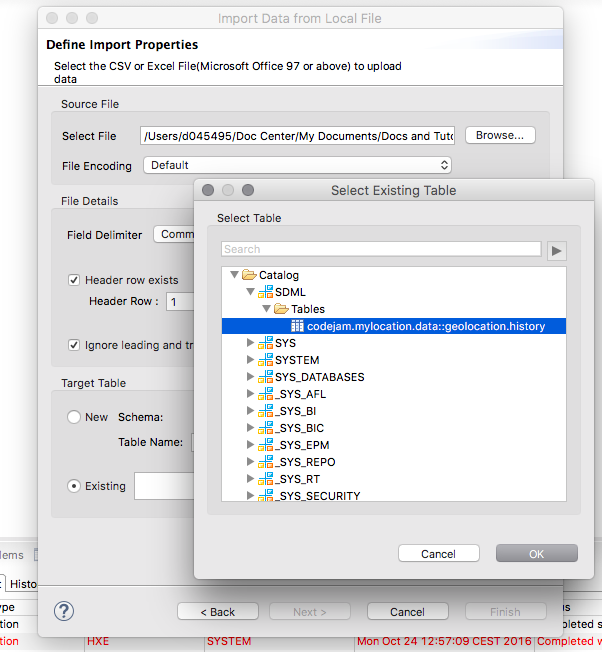 Import Data from Local File
Define Import Properties
Select the CSV or Excel File(Microsoft Office 97 or above) to upload
data
Source File
Select File /Users/d045495/Doc Center/My Documents/Docs and Tuto Browse...
File Encoding Default
File Details
Field Delimiter Comm
Header row exists
Header Row : 1
Ignore leading and tr
Target Table
New Schema:
Table Name:
Existing
Select Existing Table
Select Table
Search
Catalog
SDML
Tables
codejam.mylocation.data::geolocation.history
SYS
SYSTEM
SYS_DATABASES
_SYS_AFL
_SYS_BI
_SYS_BIC
_SYS_EPM
_SYS_REPO
_SYS_RT
_SYS_SECURITY
Cancel OK
? < Back Next > Cancel Finish
ems
t Histo
ype us
ation pleted s
ation HXE SYSTEM Mon Oct 24 12:57:09 CEST 2016 Completed w